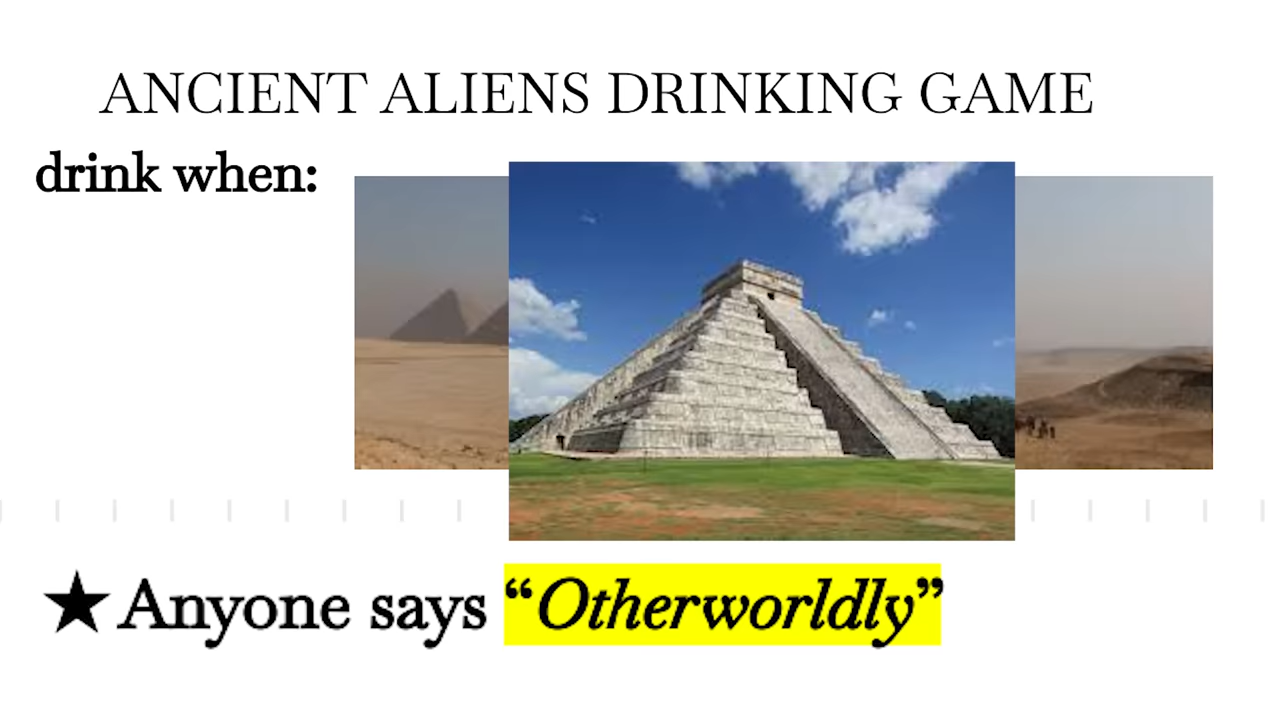 ANCIENT ALIENS DRINKING GAME
drink when:
★ Anyone says “Otherworldly”